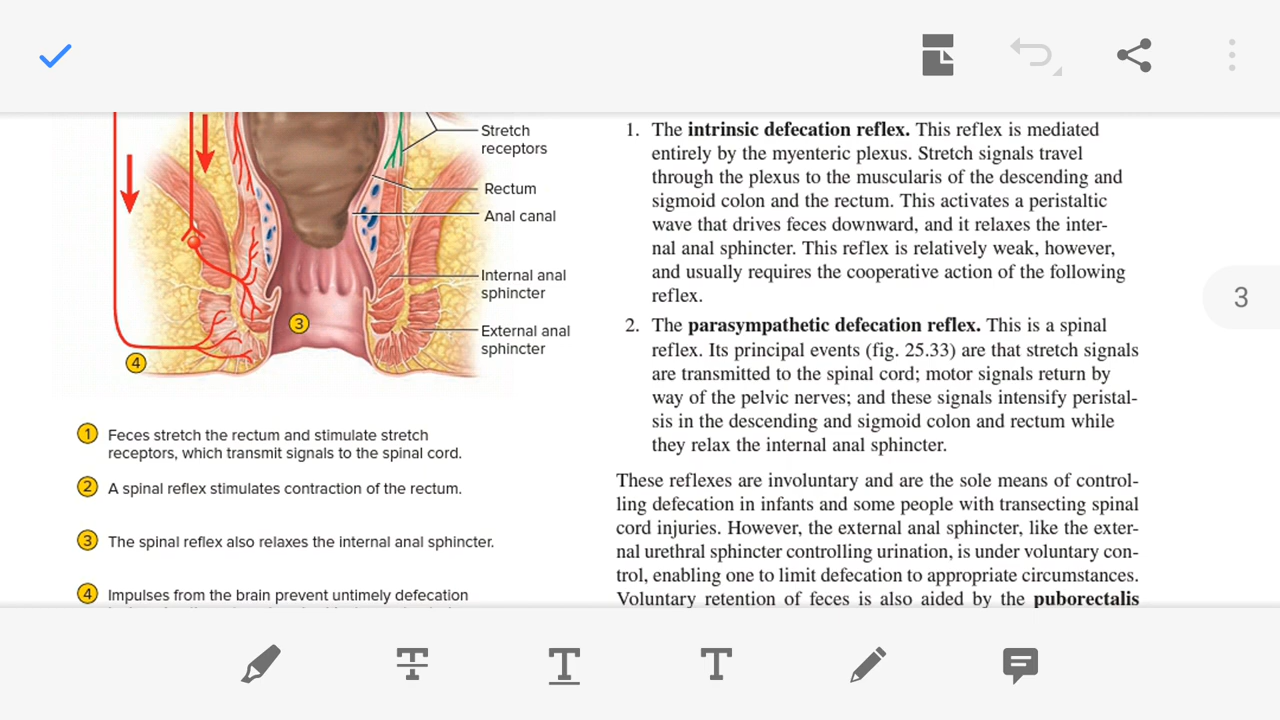 Stretch
receptors
Rectum
Anal canal
Internal anal
sphincter
External anal
sphincter
3
4
1 Feces stretch the rectum and stimulate stretch
receptors, which transmit signals to the spinal cord.
2 A spinal reflex stimulates contraction of the rectum.
3 The spinal reflex also relaxes the internal anal sphincter.
4 Impulses from the brain prevent untimely defecation
1. The intrinsic defecation reflex. This reflex is mediated
entirely by the myenteric plexus. Stretch signals travel
through the plexus to the muscularis of the descending and
sigmoid colon and the rectum. This activates a peristaltic
wave that drives feces downward, and it relaxes the inter-
nal anal sphincter. This reflex is relatively weak, however,
and usually requires the cooperative action of the following
reflex.
2. The parasympathetic defecation reflex. This is a spinal
reflex. Its principal events (fig. 25.33) are that stretch signals
are transmitted to the spinal cord; motor signals return by
way of the pelvic nerves; and these signals intensify peristal-
sis in the descending and sigmoid colon and rectum while
they relax the internal anal sphincter.
These reflexes are involuntary and are the sole means of control-
ling defecation in infants and some people with transecting spinal
cord injuries. However, the external anal sphincter, like the exter-
nal urethral sphincter controlling urination, is under voluntary con-
trol, enabling one to limit defecation to appropriate circumstances.
Voluntary retention of feces is also aided by the puborectalis
3